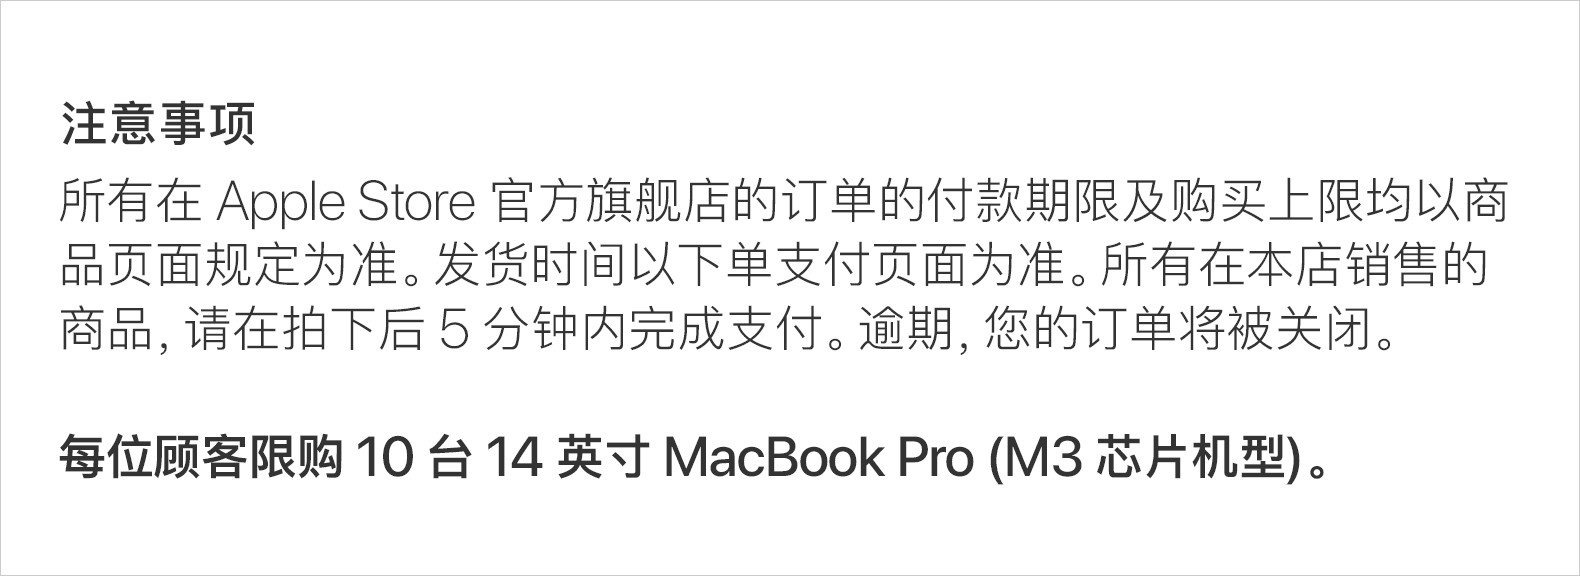 注意事项
所有在 Apple Store 官方旗舰店的订单的付款期限及购买上限均以商
品页面规定为准。发货时间以下单支付页面为准。所有在本店销售的
商品，请在拍下后 5 分钟内完成支付。逾期，您的订单将被关闭。
每位顾客限购 10 台 14 英寸 MacBook Pro (M3 芯片机型)。